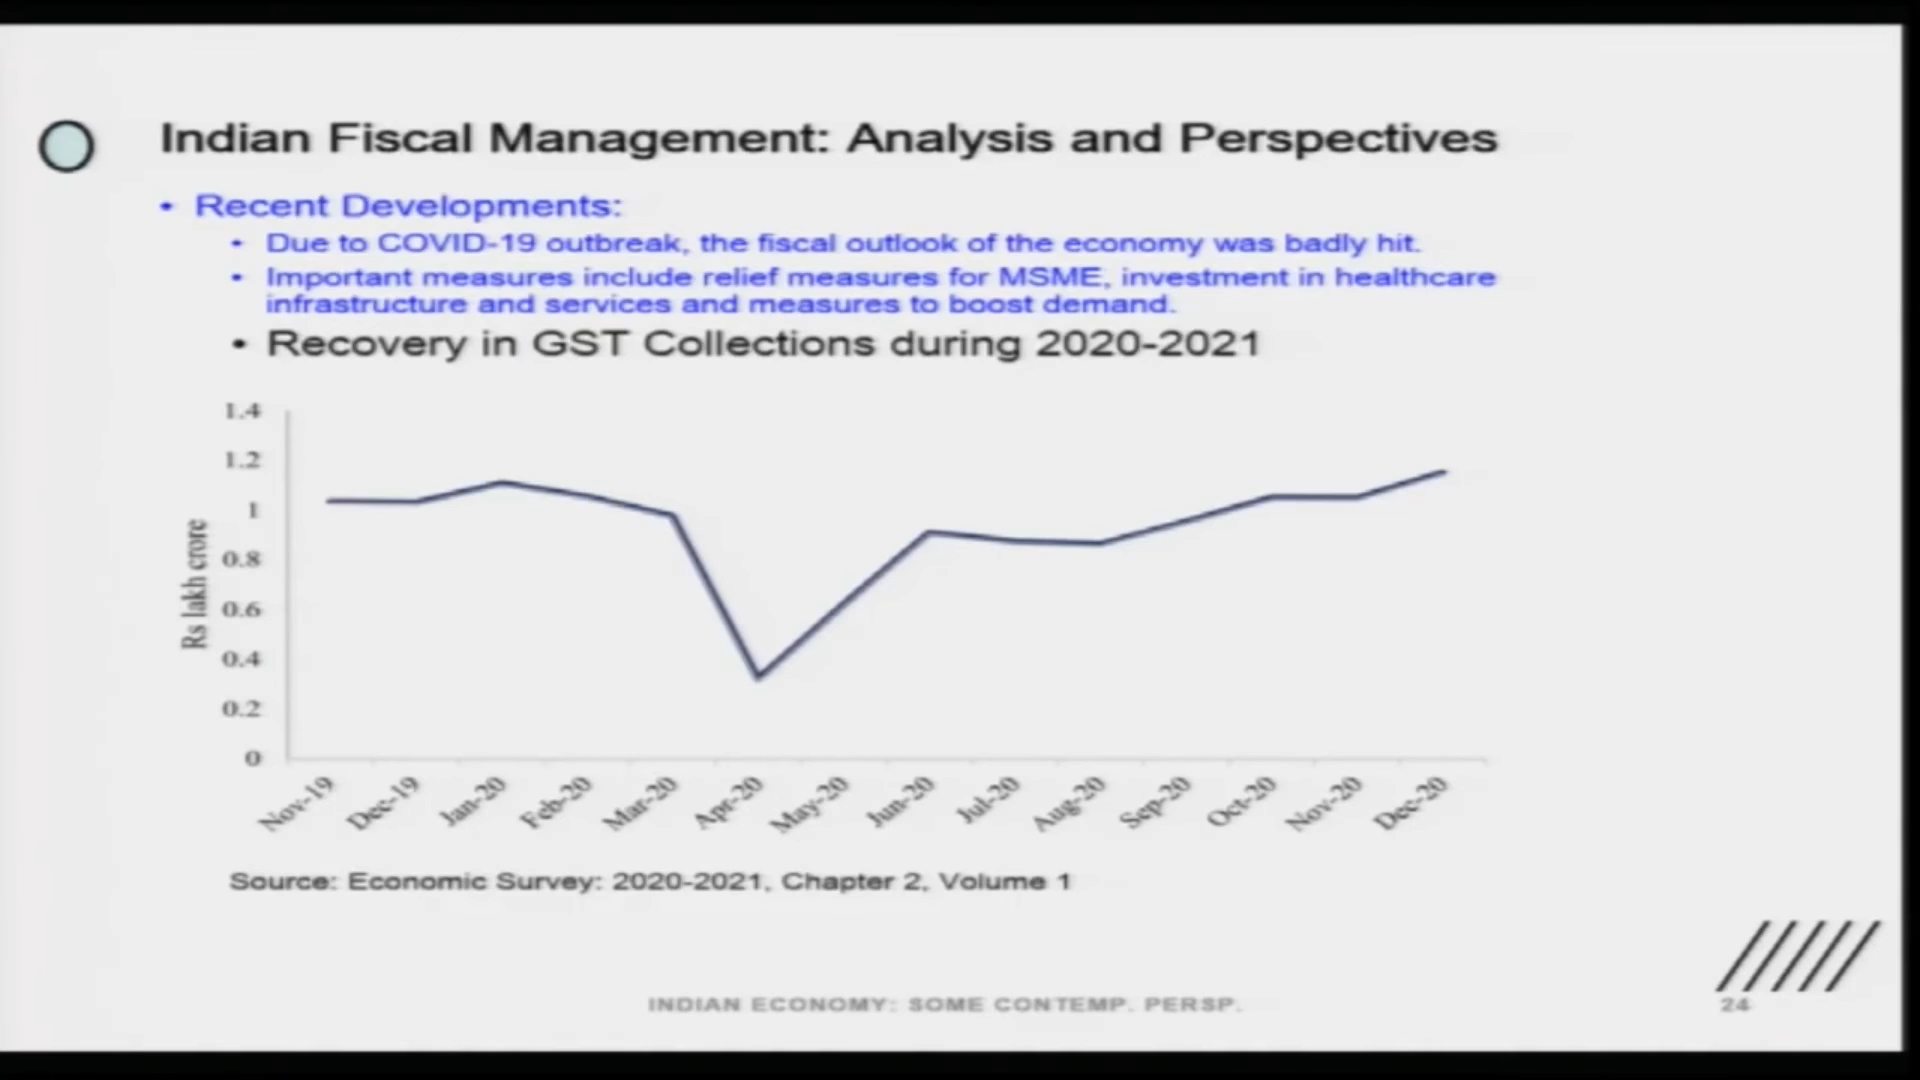 Indian Fiscal Management: Analysis and Perspectives
• Recent Developments:
• Due to COVID-19 outbreak, the fiscal outlook of the economy was badly hit.
• Important measures include relief measures for MSME, investment in healthcare
infrastructure and services and measures to boost demand.
• Recovery in GST Collections during 2020-2021
1.4
1.2
1
0.8
0.6
0.4
0.2
0
Rs lakh crore
Nov-19
Dec-19
Jan-20
Feb-20
Mar-20
Apr-20
May-20
Jun-20
Jul-20
Aug-20
Sep-20
Oct-20
Nov-20
Dec-20
Source: Economic Survey: 2020-2021, Chapter 2, Volume 1
INDIAN ECONOMY: SOME CONTEMP. PERSP.
24